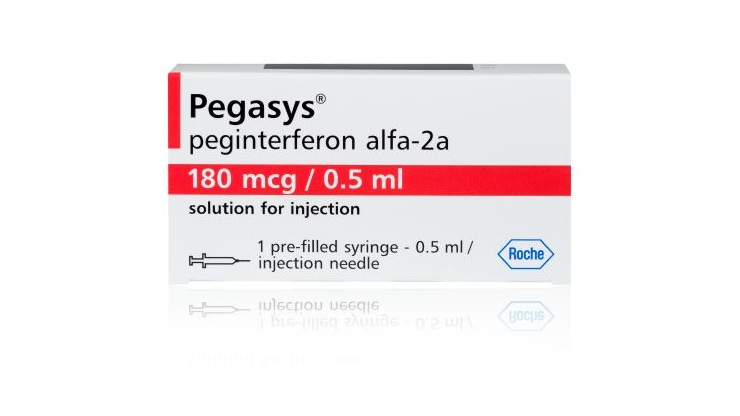 Pegasys®
peginterferon alfa-2a
180 mcg / 0.5 ml
solution for injection
1 pre-filled syringe - 0.5 ml /
injection needle
Roche